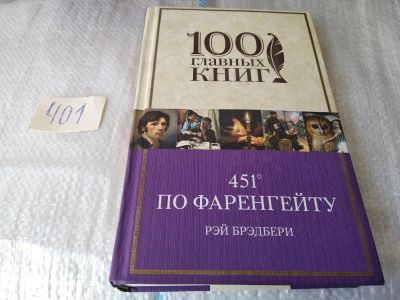 100
главных
КНИГ
401
451°
ПО ФАРЕНГЕЙТУ
РЭЙ БРЭДБЕРИ